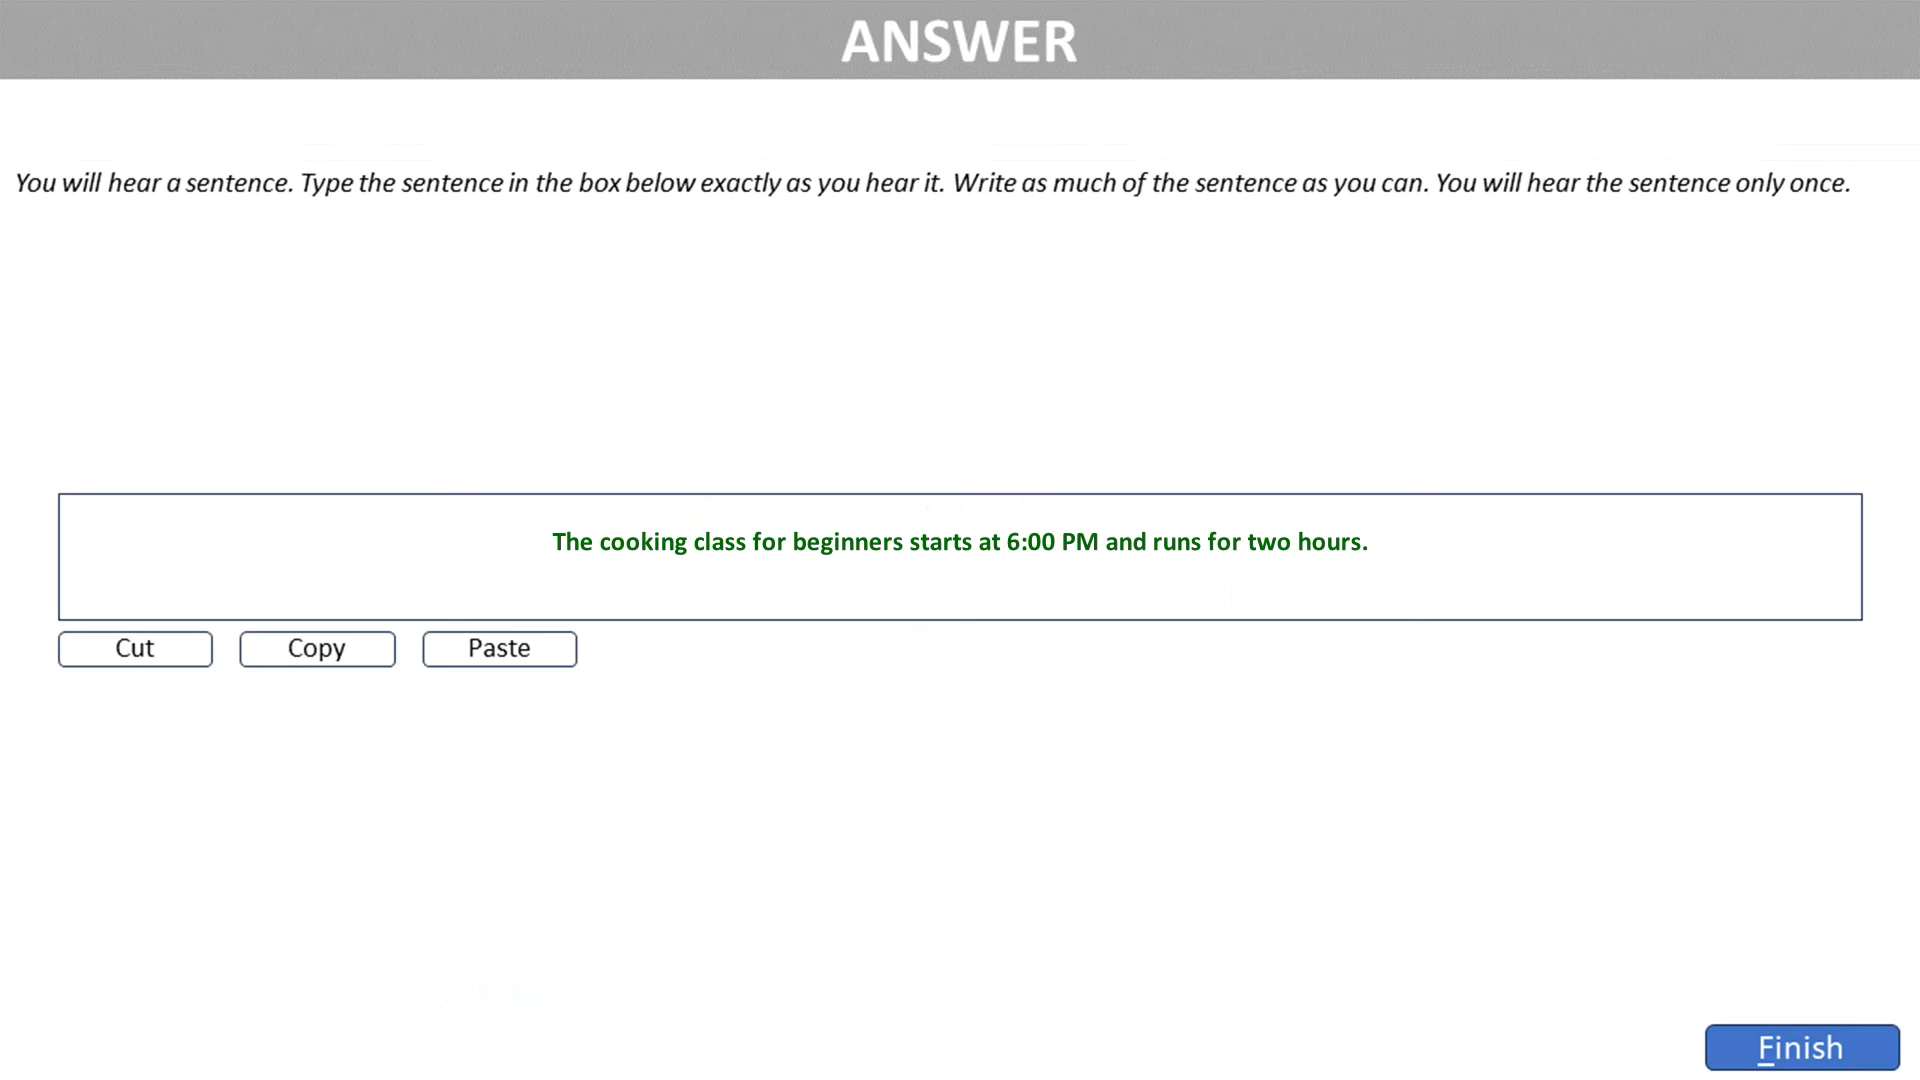 ANSWER
You will hear a sentence. Type the sentence in the box below exactly as you hear it. Write as much of the sentence as you can. You will hear the sentence only once.
The cooking class for beginners starts at 6:00 PM and runs for two hours.
Cut Copy Paste
Finish